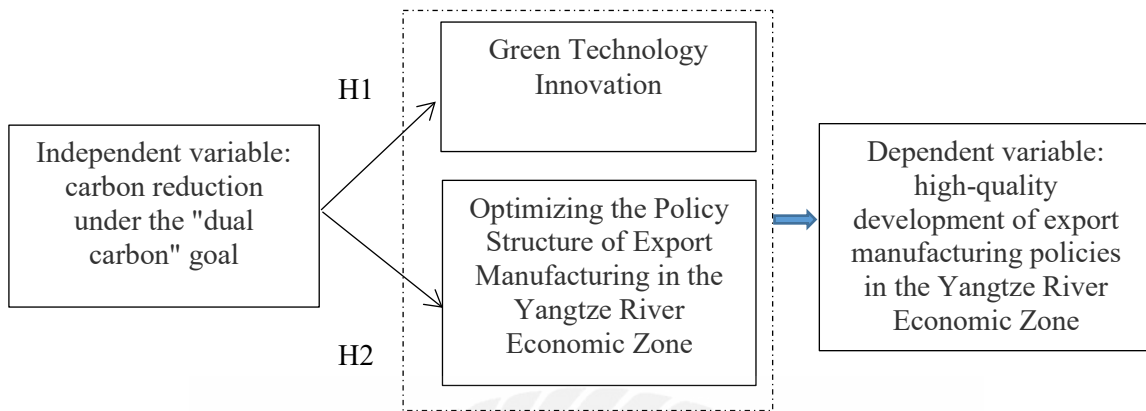 H1
Independent variable:
carbon reduction
under the "dual
carbon" goal
H2
Green Technology
Innovation
Optimizing the Policy
Structure of Export
Manufacturing in the
Yangtze River
Economic Zone
Dependent variable:
high-quality
development of export
manufacturing policies
in the Yangtze River
Economic Zone